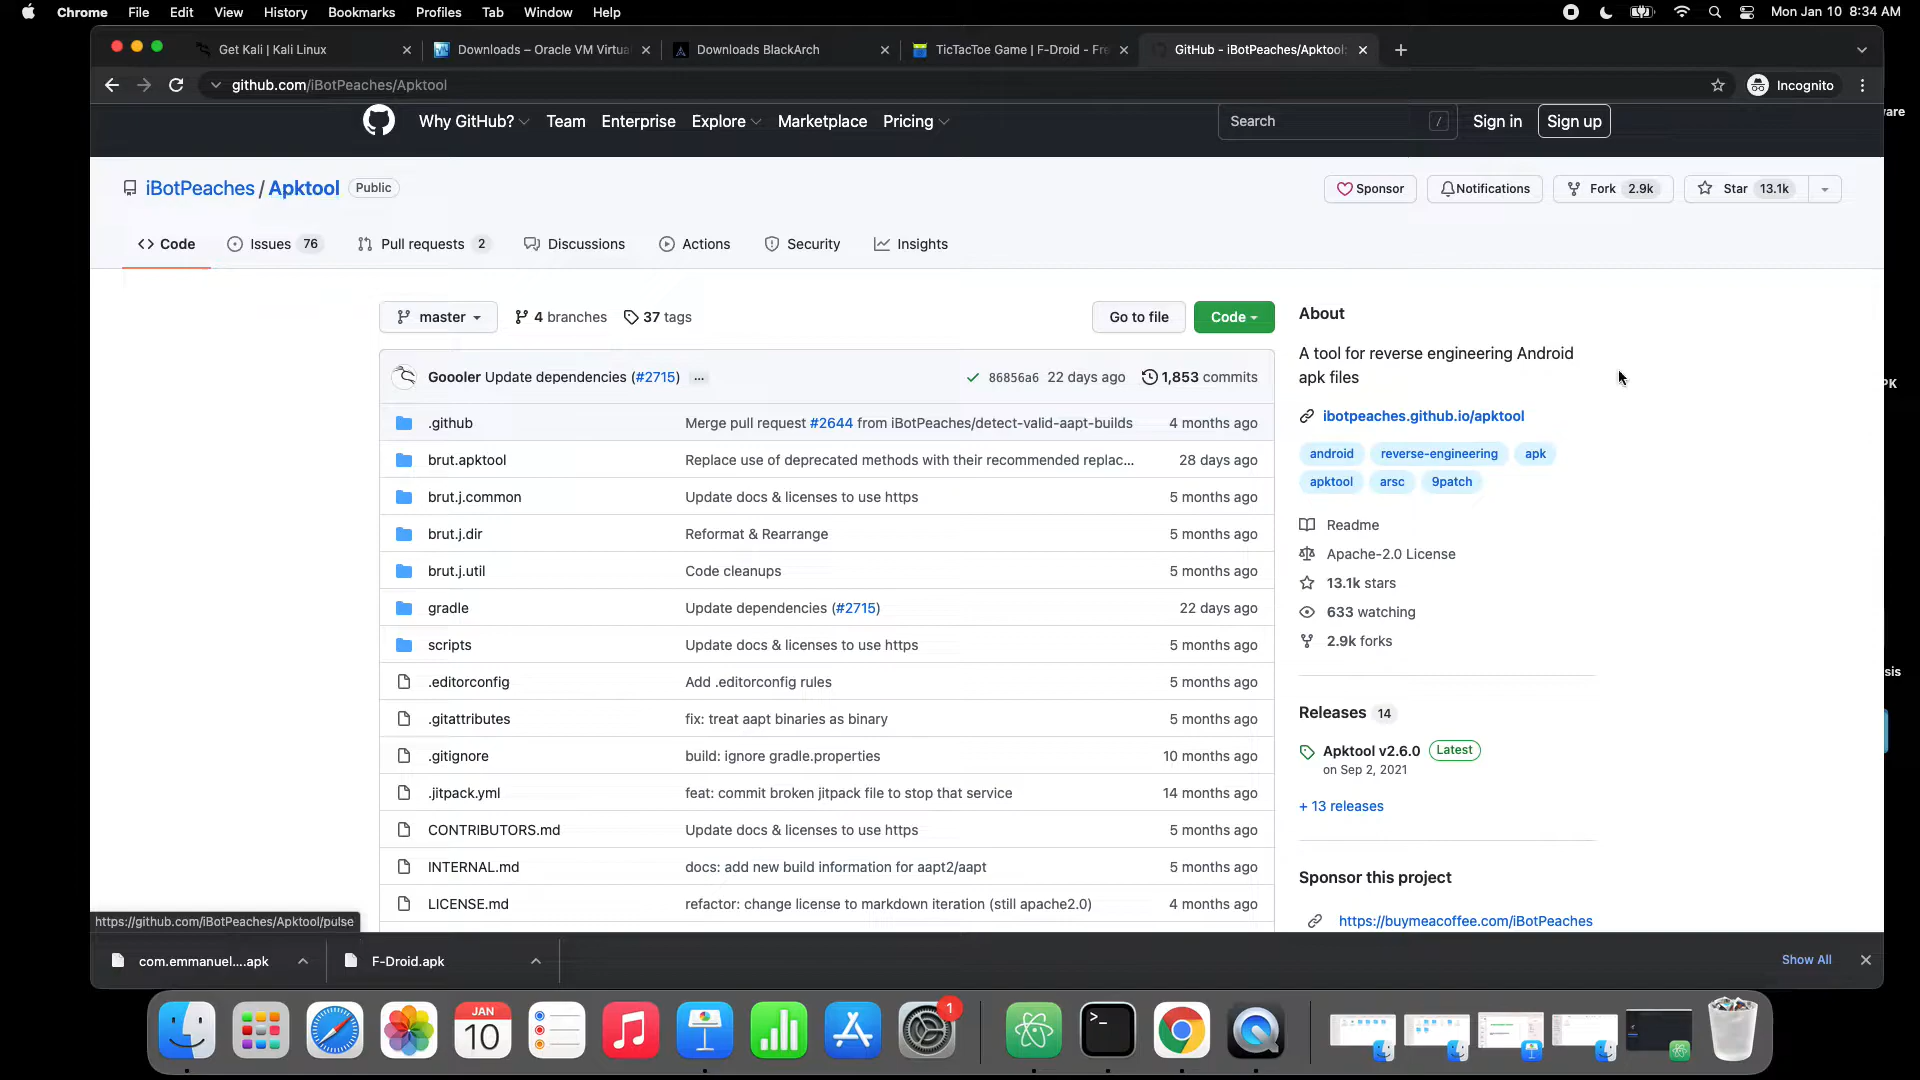 Chrome File Edit View History Bookmarks Profiles Tab Window Help Mon Jan 10 8:34 AM
Get Kali | Kali Linux Downloads – Oracle VM Virtua Downloads BlackArch TicTacToe Game | F-Droid - Fre GitHub - iBotPeaches/Apktool:
github.com/iBotPeaches/Apktool Incognito
are
Why GitHub? Team Enterprise Explore Marketplace Pricing Search / Sign in Sign up
iBotPeaches / Apktool Public Sponsor Notifications Fork 2.9k Star 13.1k
Code Issues 76 Pull requests 2 Discussions Actions Security Insights
master 4 branches 37 tags Go to file Code
Goooler Update dependencies (#2715) ... 86856a6 22 days ago 1,853 commits
.github Merge pull request #2644 from iBotPeaches/detect-valid-aapt-builds 4 months ago
brut.apktool Replace use of deprecated methods with their recommended replac... 28 days ago
brut.j.common Update docs & licenses to use https 5 months ago
brut.j.dir Reformat & Rearrange 5 months ago
brut.j.util Code cleanups 5 months ago
gradle Update dependencies (#2715) 22 days ago
scripts Update docs & licenses to use https 5 months ago
.editorconfig Add .editorconfig rules 5 months ago
.gitattributes fix: treat aapt binaries as binary 5 months ago
.gitignore build: ignore gradle.properties 10 months ago
.jitpack.yml feat: commit broken jitpack file to stop that service 14 months ago
CONTRIBUTORS.md Update docs & licenses to use https 5 months ago
INTERNAL.md docs: add new build information for aapt2/aapt 5 months ago
LICENSE.md refactor: change license to markdown iteration (still apache2.0) 4 months ago
About
A tool for reverse engineering Android
apk files
PK
ibotpeaches.github.io/apktool
android reverse-engineering apk
apktool arsc 9patch
Readme
Apache-2.0 License
13.1k stars
633 watching
2.9k forks
sis
Releases 14
Apktool v2.6.0 Latest
on Sep 2, 2021
+ 13 releases
Sponsor this project
https://buymeacoffee.com/iBotPeaches
https://github.com/iBotPeaches/Apktool/pulse
com.emmanuel....apk F-Droid.apk Show All
JAN
10
1
>_